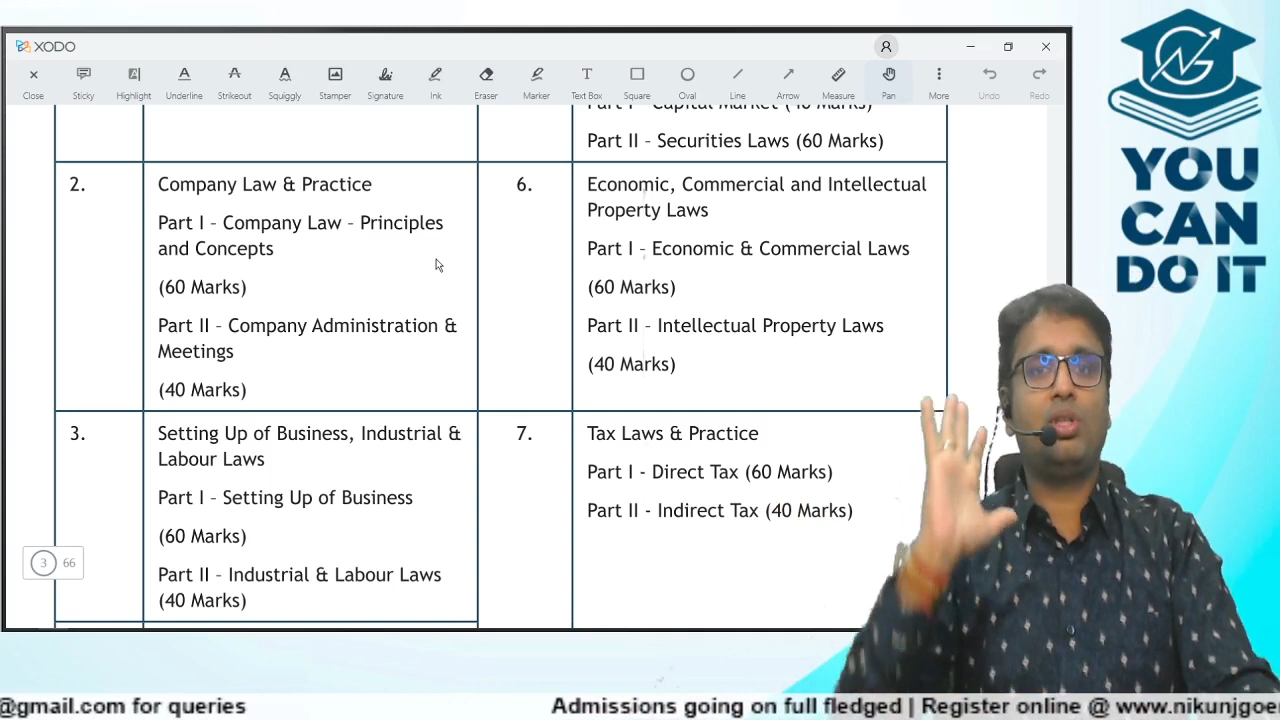 XODO
Close
Sticky
Highlight
Underline
Strikeout
Squiggly
Stamper
Signature
Ink
Eraser
Marker
Text Box
Square
Oval
Line
Arrow
Measure
Pan
More
Undo
Redo
Part I - Capital Market (40 Marks)
Part II – Securities Laws (60 Marks)
2.
Company Law & Practice
Part I – Company Law – Principles
and Concepts
(60 Marks)
Part II – Company Administration &
Meetings
(40 Marks)
6.
Economic, Commercial and Intellectual
Property Laws
Part I – Economic & Commercial Laws
(60 Marks)
Part II – Intellectual Property Laws
(40 Marks)
3.
Setting Up of Business, Industrial &
Labour Laws
Part I – Setting Up of Business
(60 Marks)
Part II – Industrial & Labour Laws
(40 Marks)
7.
Tax Laws & Practice
Part I - Direct Tax (60 Marks)
Part II - Indirect Tax (40 Marks)
3 66
YOU
CAN
DO IT
@gmail.com for queries
Admissions going on full fledged | Register online @ www.nikunjgoe